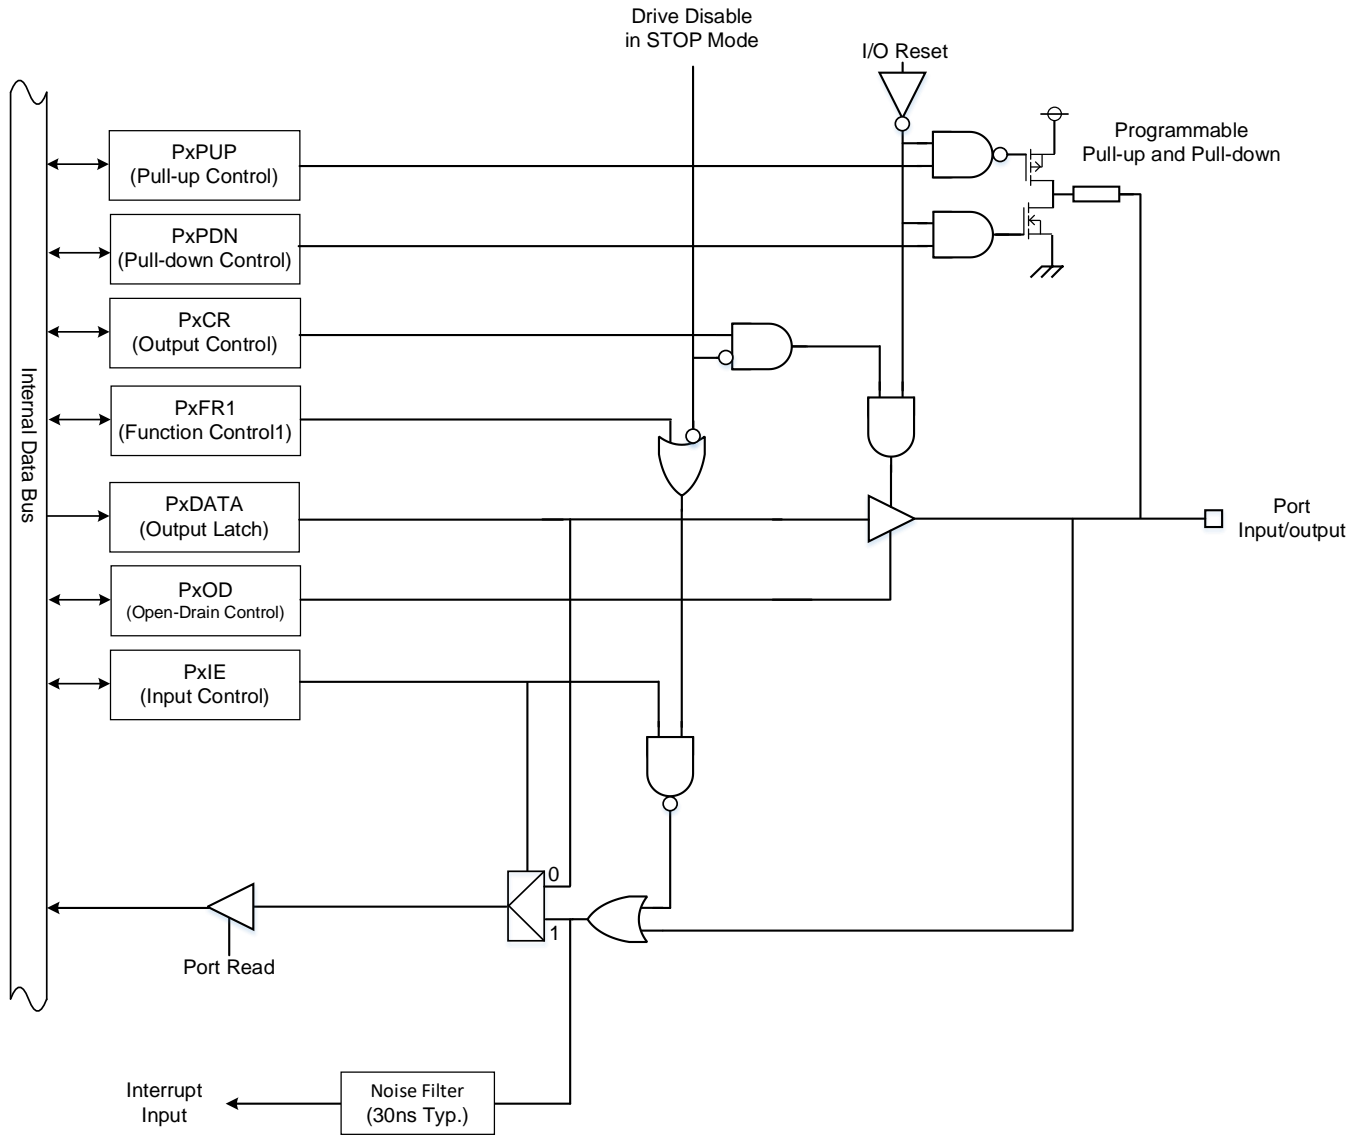 Drive Disable
in STOP Mode
I/O Reset
Programmable
Pull-up and Pull-down
PxPUP
(Pull-up Control)
PxPDN
(Pull-down Control)
PxCR
(Output Control)
PxFR1
(Function Control1)
Internal Data Bus
PxDATA
(Output Latch)
Port
Input/output
PxOD
(Open-Drain Control)
PxIE
(Input Control)
0
1
Port Read
Interrupt
Input
Noise Filter
(30ns Typ.)